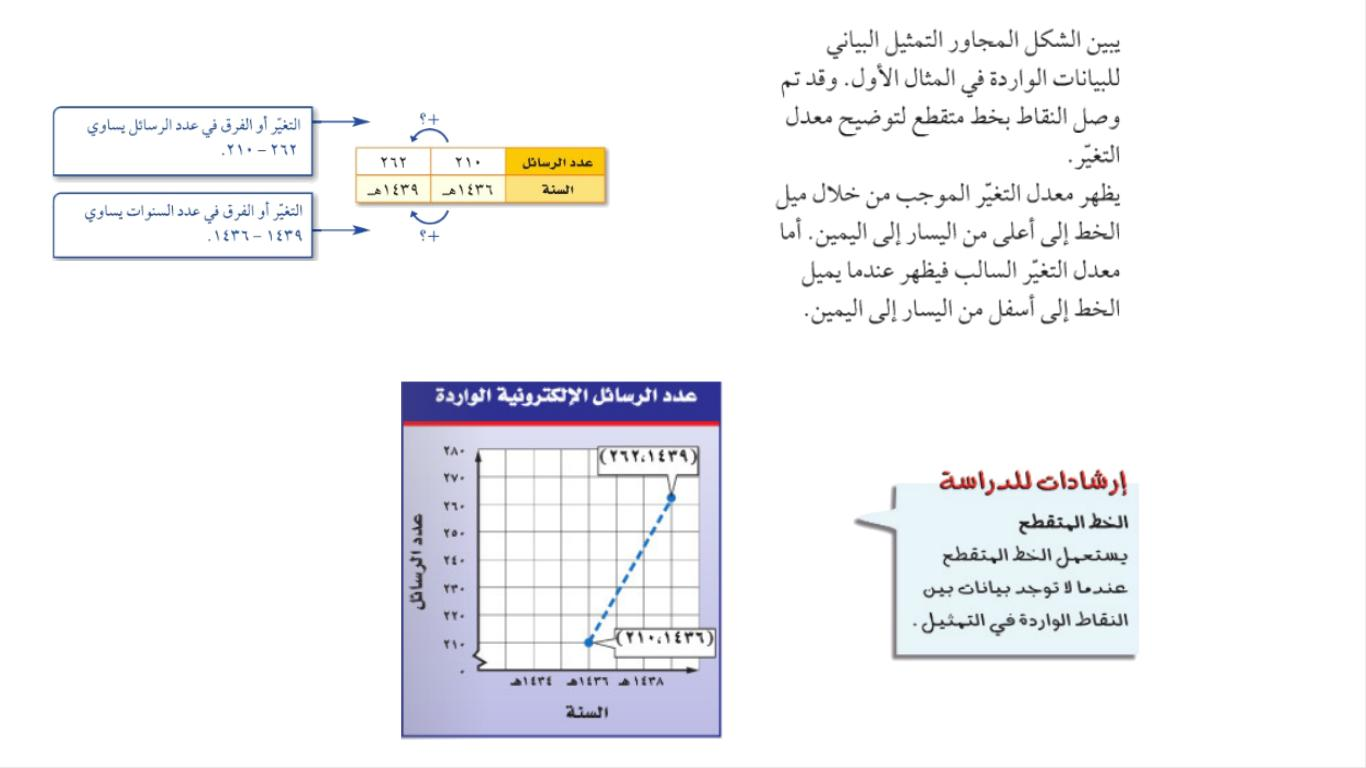 يبين الشكل المجاور التمثيل البياني
للبيانات الواردة في المثال الأول. وقد تم
وصل النقاط بخط متقطع لتوضيح معدل
التغيّر.
يظهر معدل التغيّر الموجب من خلال ميل
الخط إلى أعلى من اليسار إلى اليمين. أما
معدل التغيّر السالب فيظهر عندما يميل
الخط إلى أسفل من اليسار إلى اليمين.
+؟
عدد الرسائل ٢١٠ ٢٦٢
السنة ١٤٣٦هـ ١٤٣٩هـ
+؟
التغيّر أو الفرق في عدد الرسائل يساوي
٢٦٢ – ٢١٠.
التغيّر أو الفرق في عدد السنوات يساوي
١٤٣٩ – ١٤٣٦.
عدد الرسائل الإلكترونية الواردة
(٢٦٢،١٤٣٩)
(٢١٠،١٤٣٦)
عدد الرسائل
٢٨٠
٢٧٠
٢٦٠
٢٥٠
٢٤٠
٢٣٠
٢٢٠
٢١٠
٠
١٤٣٤هـ ١٤٣٦هـ ١٤٣٨هـ
السنة
إرشادات للدراسة
الخط المتقطع
يستعمل الخط المتقطع
عندما لا توجد بيانات بين
النقاط الواردة في التمثيل.